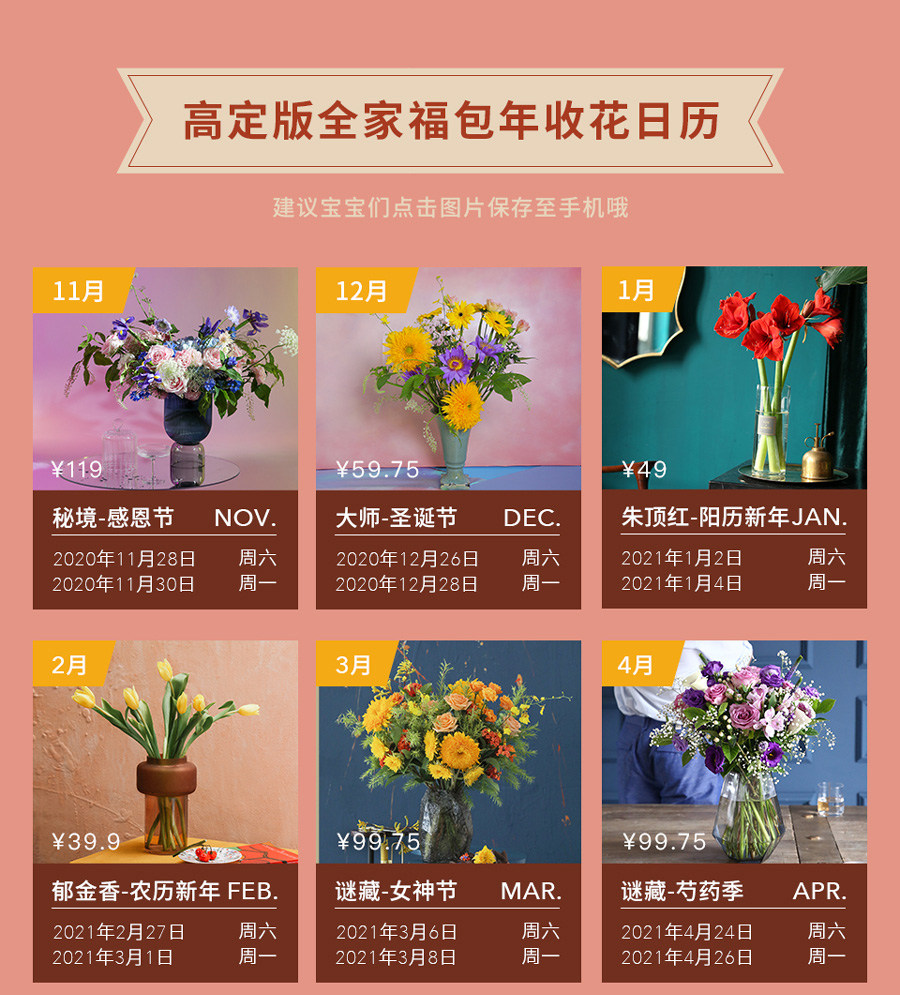 高定版全家福包年收花日历
建议宝宝们点击图片保存至手机哦
11月
¥119
秘境-感恩节 NOV.
2020年11月28日 周六
2020年11月30日 周一
12月
¥59.75
大师-圣诞节 DEC.
2020年12月26日 周六
2020年12月28日 周一
1月
¥49
朱顶红-阳历新年JAN.
2021年1月2日 周六
2021年1月4日 周一
2月
¥39.9
郁金香-农历新年 FEB.
2021年2月27日 周六
2021年3月1日 周一
3月
¥99.75
谜藏-女神节 MAR.
2021年3月6日 周六
2021年3月8日 周一
4月
¥99.75
谜藏-芍药季 APR.
2021年4月24日 周六
2021年4月26日 周一